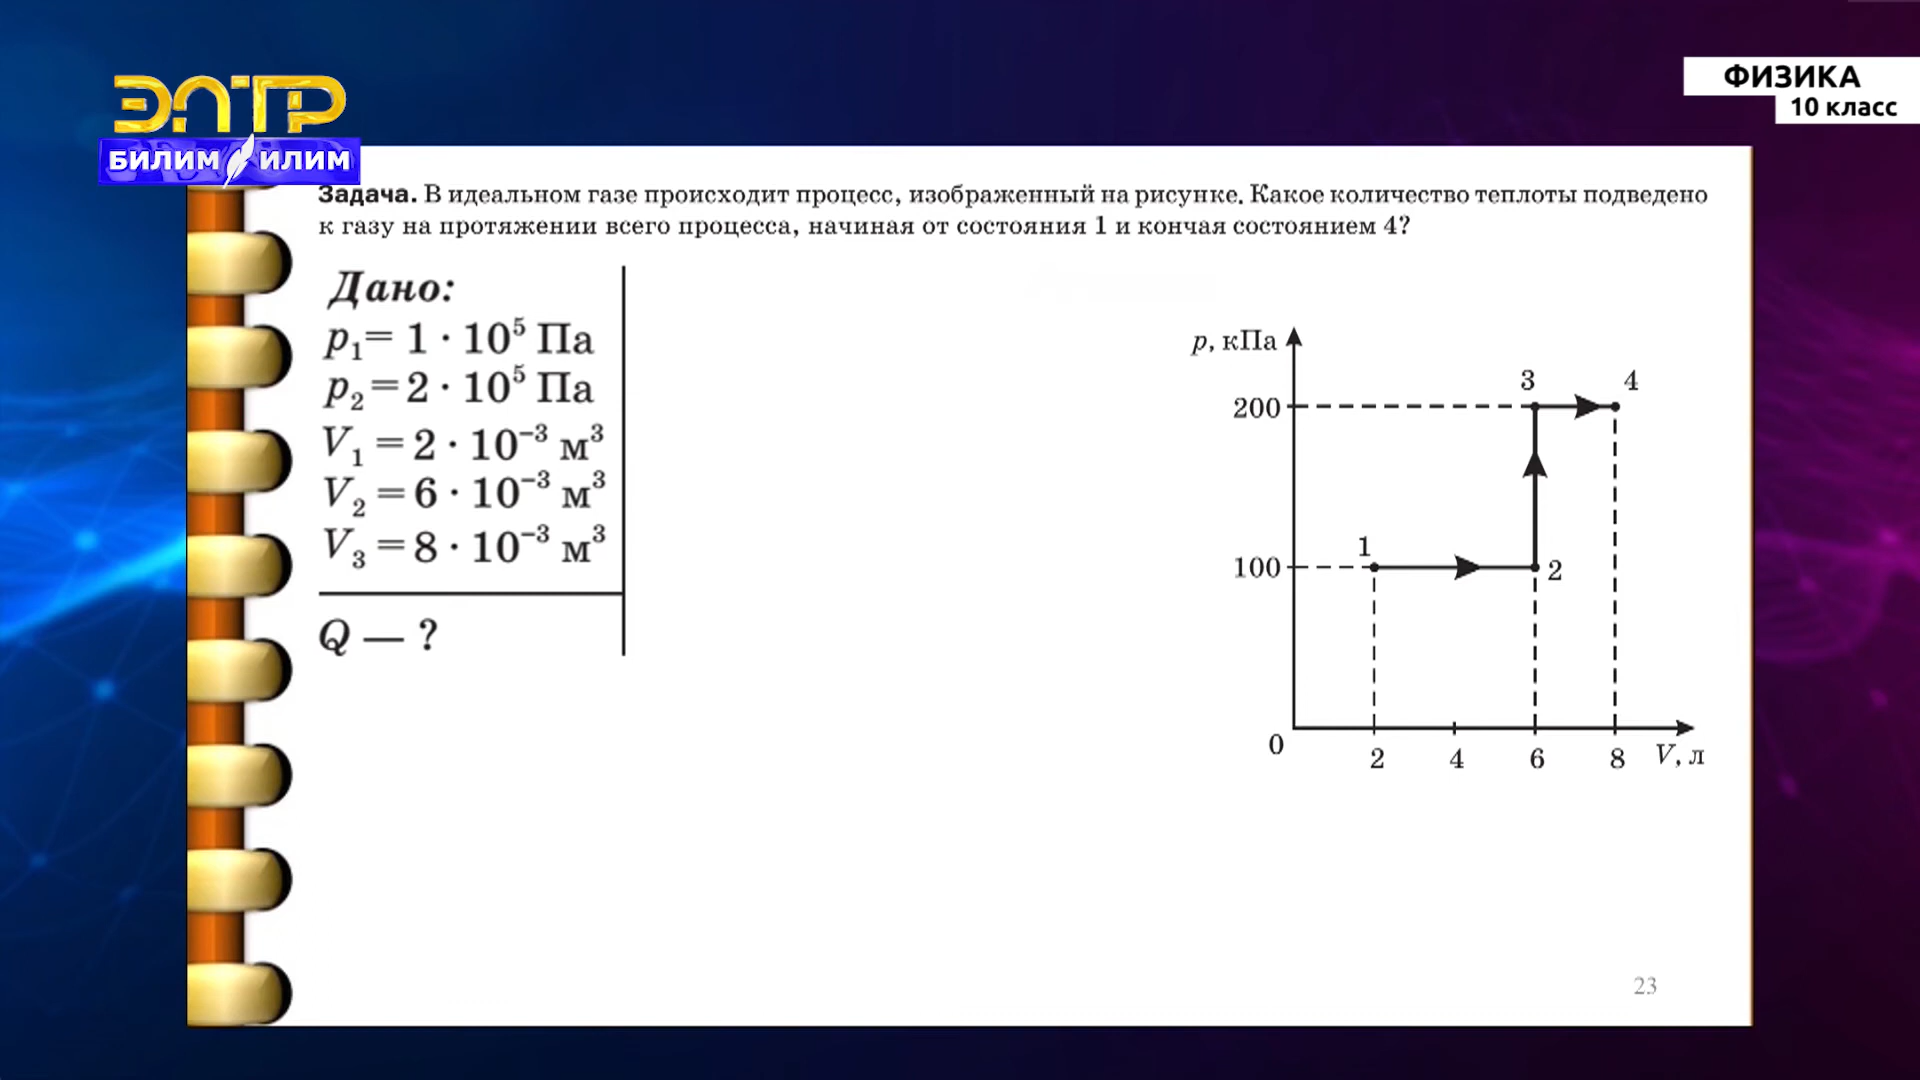 ЭЛТР
БИЛИМ ИЛИМ
ФИЗИКА
10 класс
Задача. В идеальном газе происходит процесс, изображенный на рисунке. Какое количество теплоты подведено
к газу на протяжении всего процесса, начиная от состояния 1 и кончая состоянием 4?
Дано:
p₁ = 1 · 10⁵ Па
p₂ = 2 · 10⁵ Па
V₁ = 2 · 10⁻³ м³
V₂ = 6 · 10⁻³ м³
V₃ = 8 · 10⁻³ м³
Q — ?
p, кПа
3 4
200
1
100 2
0 2 4 6 8 V, л
23